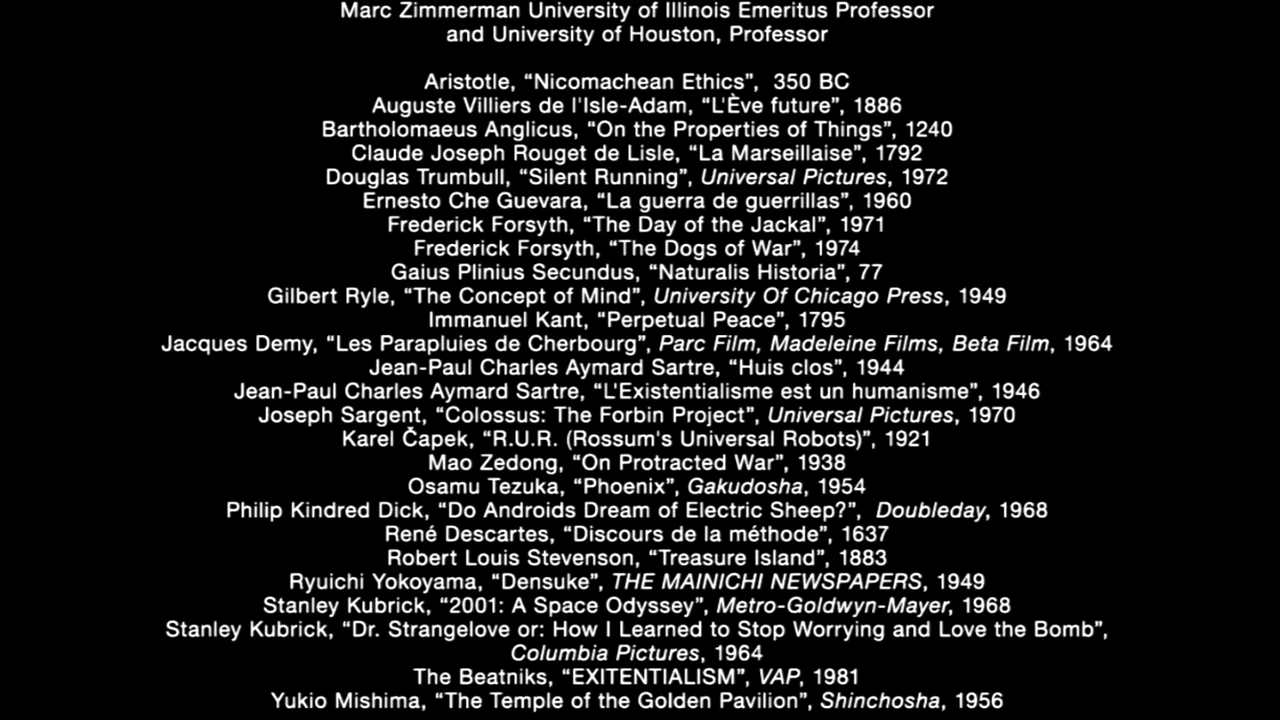 Marc Zimmerman University of Illinois Emeritus Professor
and University of Houston, Professor
Aristotle, “Nicomachean Ethics”,  350 BC
Auguste Villiers de l'Isle-Adam, “L'Ève future”, 1886
Bartholomaeus Anglicus, “On the Properties of Things”, 1240
Claude Joseph Rouget de Lisle, “La Marseillaise”, 1792
Douglas Trumbull, “Silent Running”, Universal Pictures, 1972
Ernesto Che Guevara, “La guerra de guerrillas”, 1960
Frederick Forsyth, “The Day of the Jackal”, 1971
Frederick Forsyth, “The Dogs of War”, 1974
Gaius Plinius Secundus, “Naturalis Historia”, 77
Gilbert Ryle, “The Concept of Mind”, University Of Chicago Press, 1949
Immanuel Kant, “Perpetual Peace”, 1795
Jacques Demy, “Les Parapluies de Cherbourg”, Parc Film, Madeleine Films, Beta Film, 1964
Jean-Paul Charles Aymard Sartre, “Huis clos”, 1944
Jean-Paul Charles Aymard Sartre, “L'Existentialisme est un humanisme”, 1946
Joseph Sargent, “Colossus: The Forbin Project”, Universal Pictures, 1970
Karel Čapek, “R.U.R. (Rossum's Universal Robots)”, 1921
Mao Zedong, “On Protracted War”, 1938
Osamu Tezuka, “Phoenix”, Gakudosha, 1954
Philip Kindred Dick, “Do Androids Dream of Electric Sheep?”,  Doubleday, 1968
René Descartes, “Discours de la méthode”, 1637
Robert Louis Stevenson, “Treasure Island”, 1883
Ryuichi Yokoyama, “Densuke”, THE MAINICHI NEWSPAPERS, 1949
Stanley Kubrick, “2001: A Space Odyssey”, Metro-Goldwyn-Mayer, 1968
Stanley Kubrick, “Dr. Strangelove or: How I Learned to Stop Worrying and Love the Bomb”,
Columbia Pictures, 1964
The Beatniks, “EXITENTIALISM”, VAP, 1981
Yukio Mishima, “The Temple of the Golden Pavilion”, Shinchosha, 1956